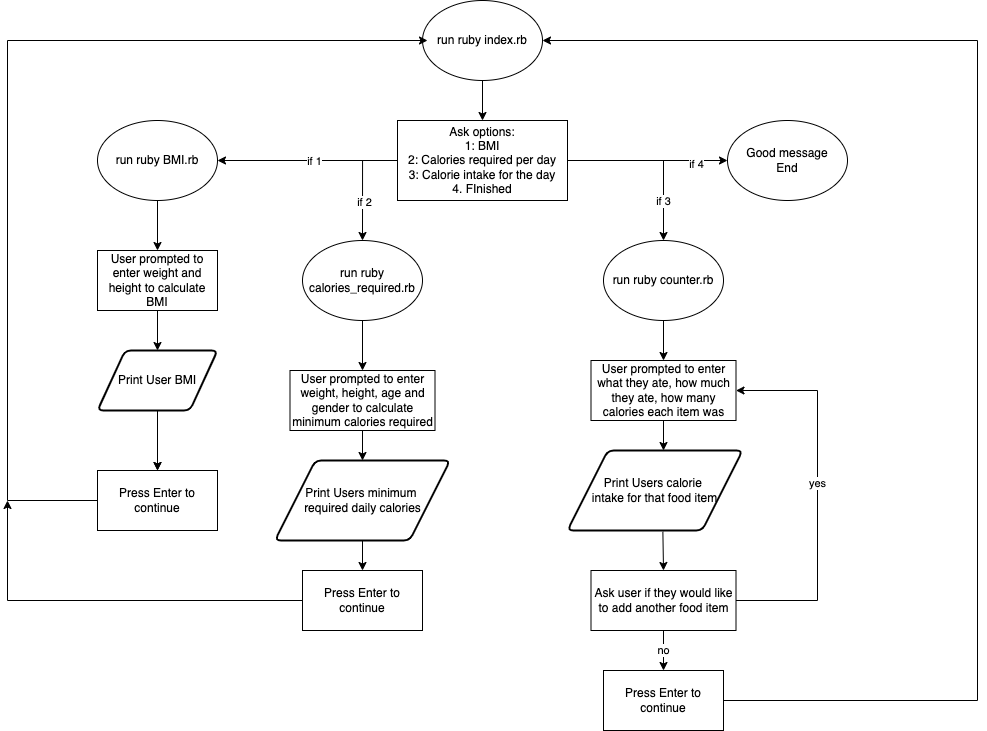 run ruby index.rb
Ask options:
1: BMI
2: Calories required per day
3: Calorie intake for the day
4. FInished
if 1
if 2
if 3
if 4
run ruby BMI.rb
Good message
End
User prompted to
enter weight and
height to calculate
BMI
run ruby
calories_required.rb
run ruby counter.rb
Print User BMI
User prompted to enter
weight, height, age and
gender to calculate
minimum calories required
User prompted to enter
what they ate, how much
they ate, how many
calories each item was
Press Enter to
continue
Print Users minimum
required daily calories
Print Users calorie
intake for that food item
yes
Press Enter to
continue
Ask user if they would like
to add another food item
no
Press Enter to
continue